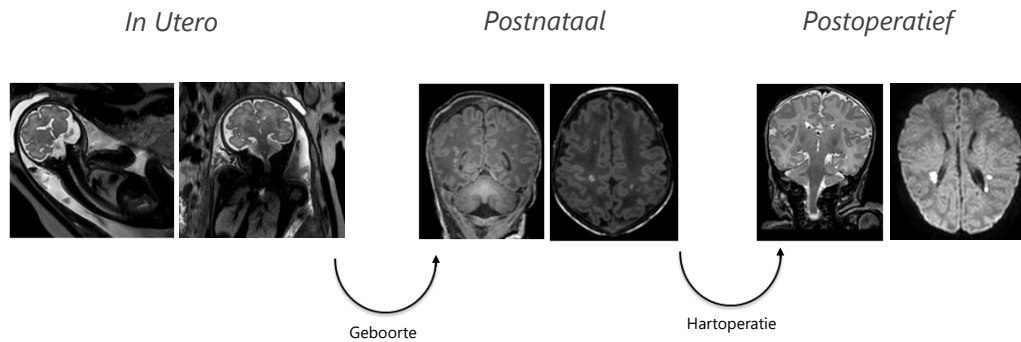 In Utero
Postnataal
Postoperatief
Geboorte
Hartoperatie